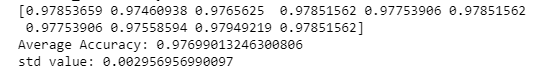 [0.97853659 0.97460938 0.9765625  0.97851562 0.97753906 0.97851562
 0.97753906 0.97558594 0.97949219 0.97851562]
Average Accuracy: 0.97699013246300806
std value: 0.002956956990097